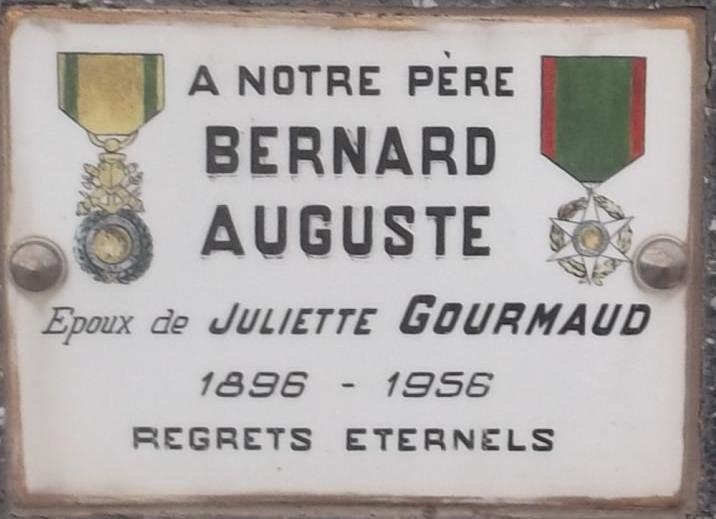 A NOTRE PÈRE
BERNARD
AUGUSTE
Epoux de JULIETTE GOURMAUD
1896 - 1956
REGRETS ETERNELS